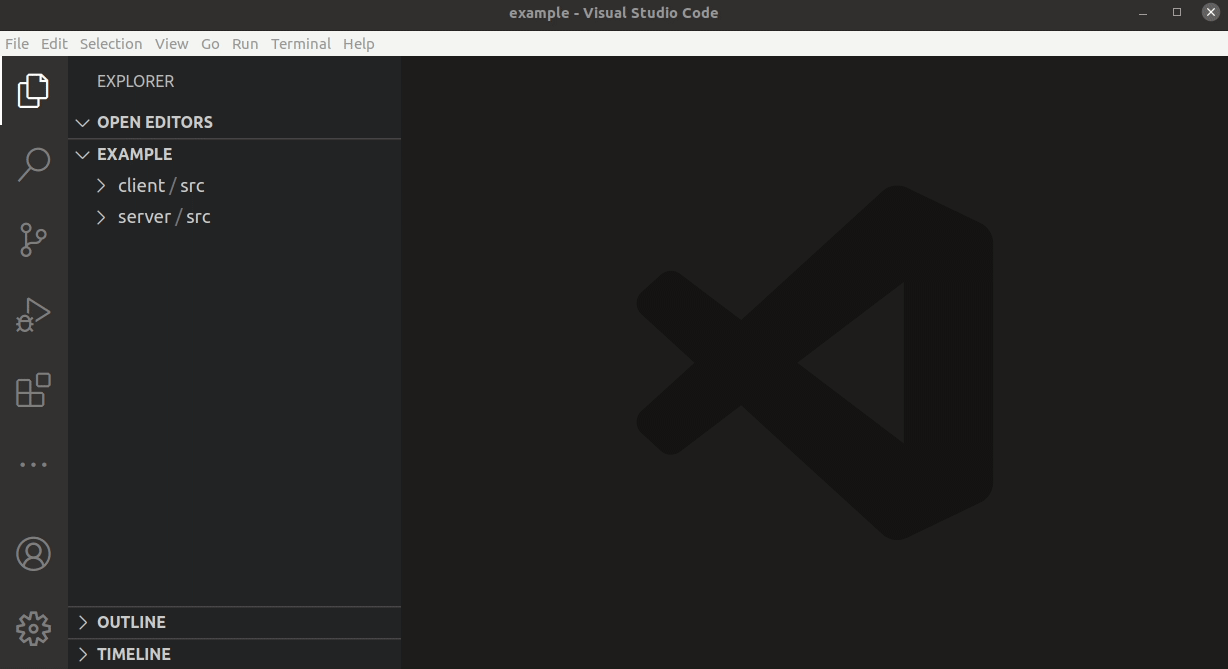 example - Visual Studio Code
File Edit Selection View Go Run Terminal Help
EXPLORER
OPEN EDITORS
EXAMPLE
client / src
server / src
OUTLINE
TIMELINE